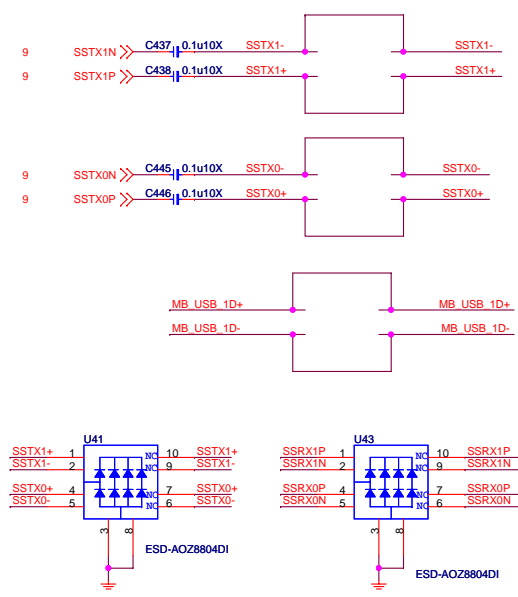 9 SSTX1N C437 0.1u10X SSTX1- SSTX1-
9 SSTX1P C438 0.1u10X SSTX1+ SSTX1+
9 SSTX0N C445 0.1u10X SSTX0- SSTX0-
9 SSTX0P C446 0.1u10X SSTX0+ SSTX0+
MB_USB_1D+ MB_USB_1D+
MB_USB_1D- MB_USB_1D-
U41
SSTX1+ 1 NC 10 SSTX1+
SSTX1- 2 NC 9 SSTX1-
SSTX0+ 4 NC 7 SSTX0+
SSTX0- 5 NC 6 SSTX0-
3 8
ESD-AOZ8804DI
U43
SSRX1P 1 NC 10 SSRX1P
SSRX1N 2 NC 9 SSRX1N
SSRX0P 4 NC 7 SSRX0P
SSRX0N 5 NC 6 SSRX0N
3 8
ESD-AOZ8804DI